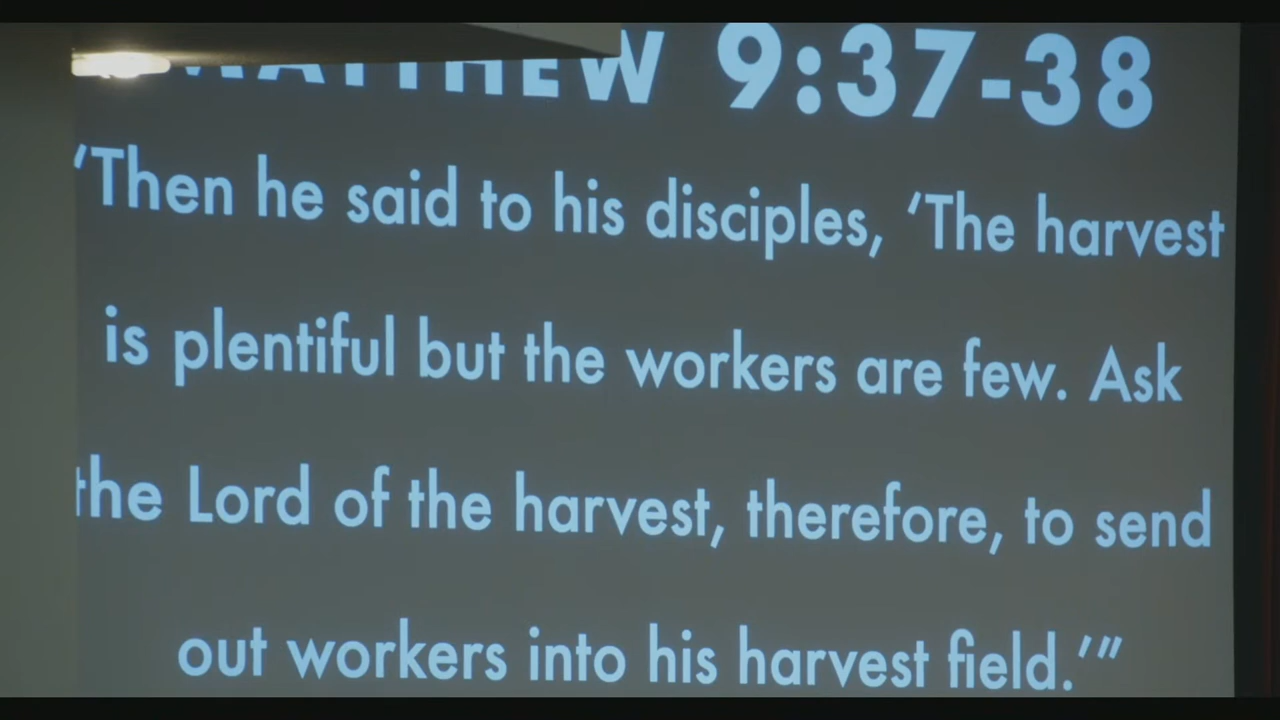 MATTHEW 9:37-38
'Then he said to his disciples, 'The harvest
is plentiful but the workers are few. Ask
the Lord of the harvest, therefore, to send
out workers into his harvest field.'"